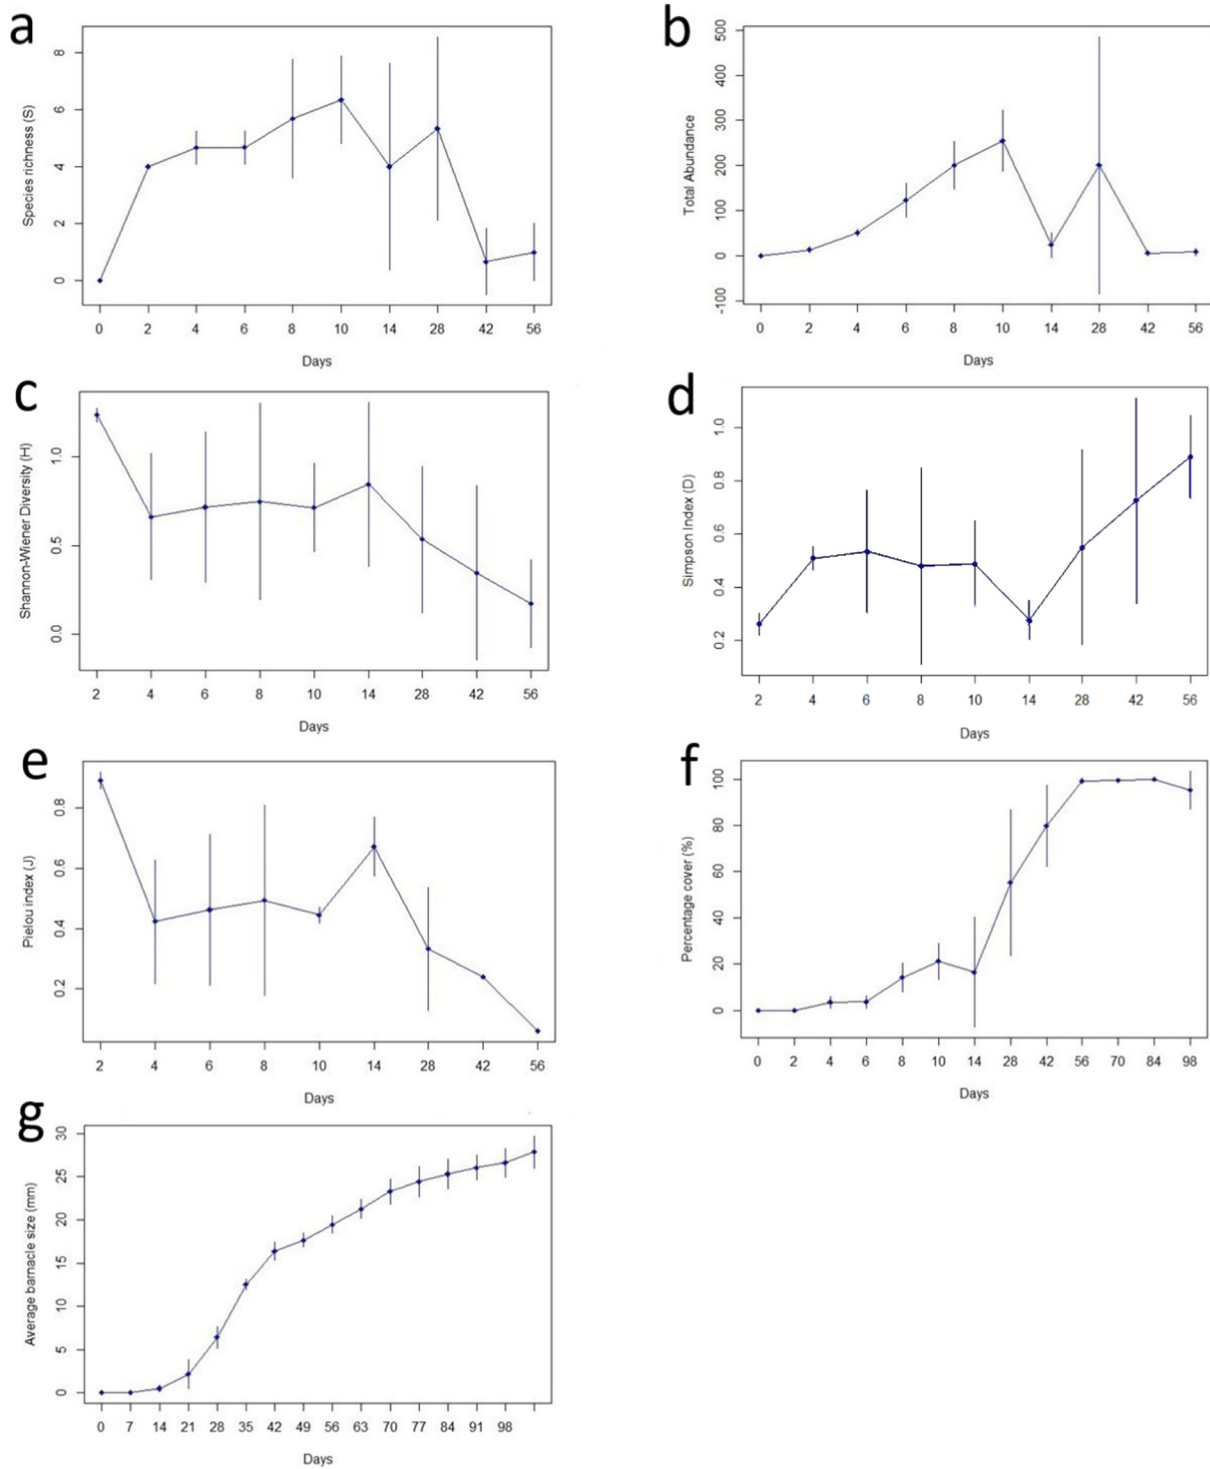 a
Species richness (S)
8
6
4
2
0
0 2 4 6 8 10 14 28 42 56
Days
b
Total Abundance
500
400
300
200
100
0
-100
0 2 4 6 8 10 14 28 42 56
Days
c
Shannon-Wiener Diversity (H)
1.0
0.5
0.0
2 4 6 8 10 14 28 42 56
Days
d
Simpson Index (D)
1.0
0.8
0.6
0.4
0.2
2 4 6 8 10 14 28 42 56
Days
e
Pielou index (J)
0.8
0.6
0.4
0.2
2 4 6 8 10 14 28 42 56
Days
f
Percentage cover (%)
100
80
60
40
20
0
0 2 4 6 8 10 14 28 42 56 70 84 98
Days
g
Average barnacle size (mm)
30
25
20
15
10
5
0
0 7 14 21 28 35 42 49 56 63 70 77 84 91 98
Days